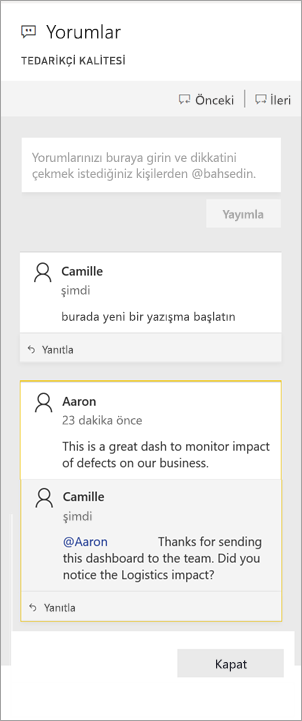 Yorumlar
TEDARİKÇİ KALİTESİ
Önceki
İleri
Yorumlarınızı buraya girin ve dikkatini
çekmek istediğiniz kişilerden @bahsedin.
Yayımla
Camille
şimdi
burada yeni bir yazışma başlatın
Yanıtla
Aaron
23 dakika önce
This is a great dash to monitor impact
of defects on our business.
Camille
şimdi
@Aaron Thanks for sending
this dashboard to the team. Did you
notice the Logistics impact?
Yanıtla
Kapat